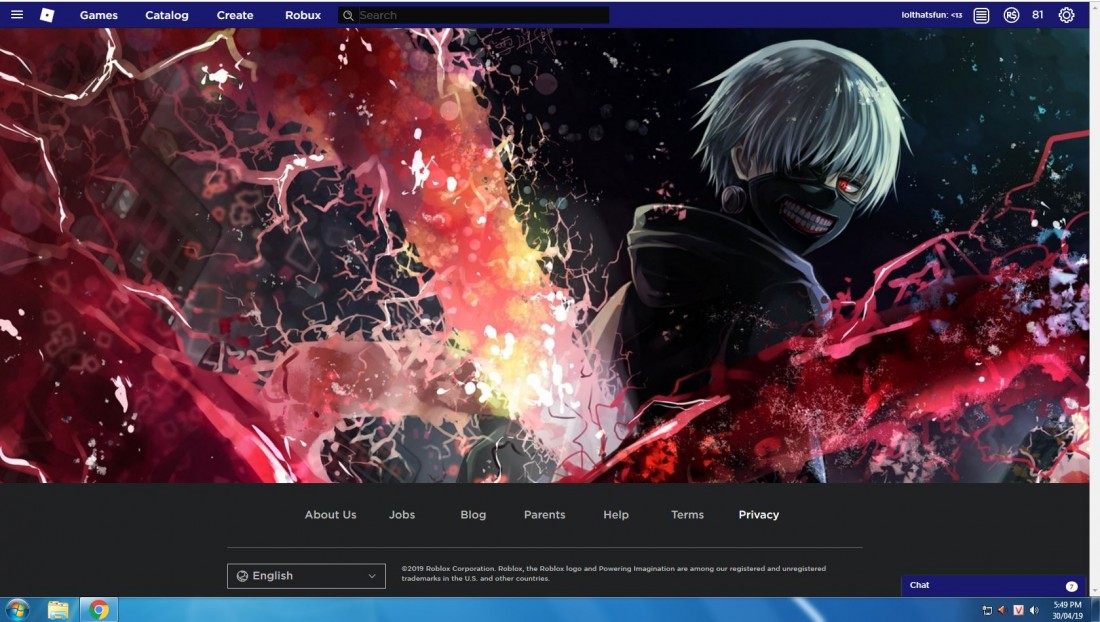 Games Catalog Create Robux Search lolthatsfun: <13 R$ 81
About Us Jobs Blog Parents Help Terms Privacy
English
©2019 Roblox Corporation. Roblox, the Roblox logo and Powering Imagination are among our registered and unregistered
trademarks in the U.S. and other countries.
Chat ?
V 5:49 PM
30/04/19